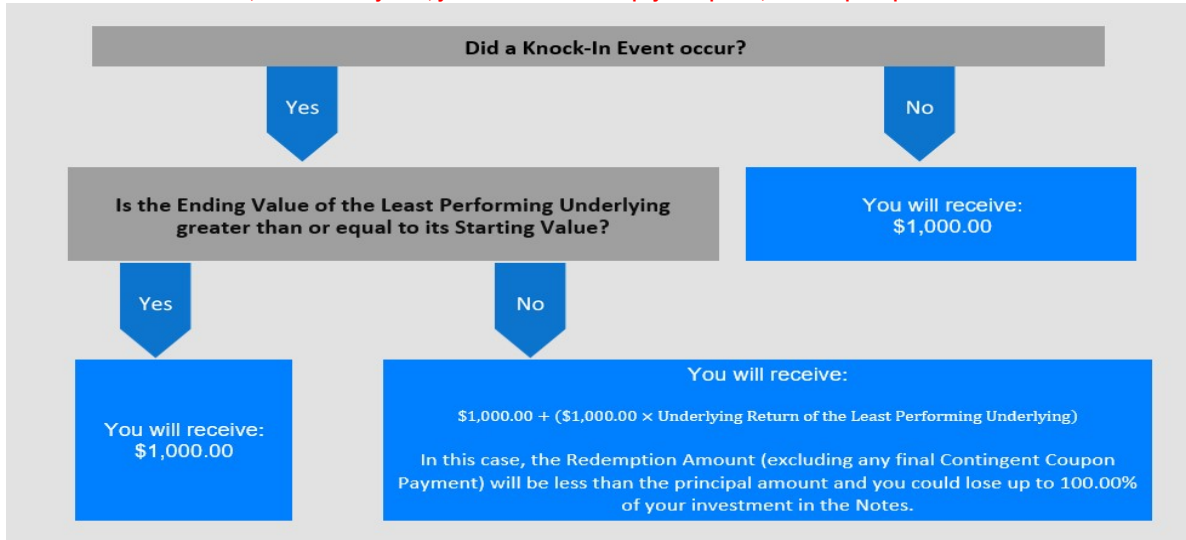 Did a Knock-In Event occur?
Yes
No
Is the Ending Value of the Least Performing Underlying
greater than or equal to its Starting Value?
You will receive:
$1,000.00
Yes
No
You will receive:
$1,000.00
You will receive:
$1,000.00 + ($1,000.00 × Underlying Return of the Least Performing Underlying)
In this case, the Redemption Amount (excluding any final Contingent Coupon
Payment) will be less than the principal amount and you could lose up to 100.00%
of your investment in the Notes.